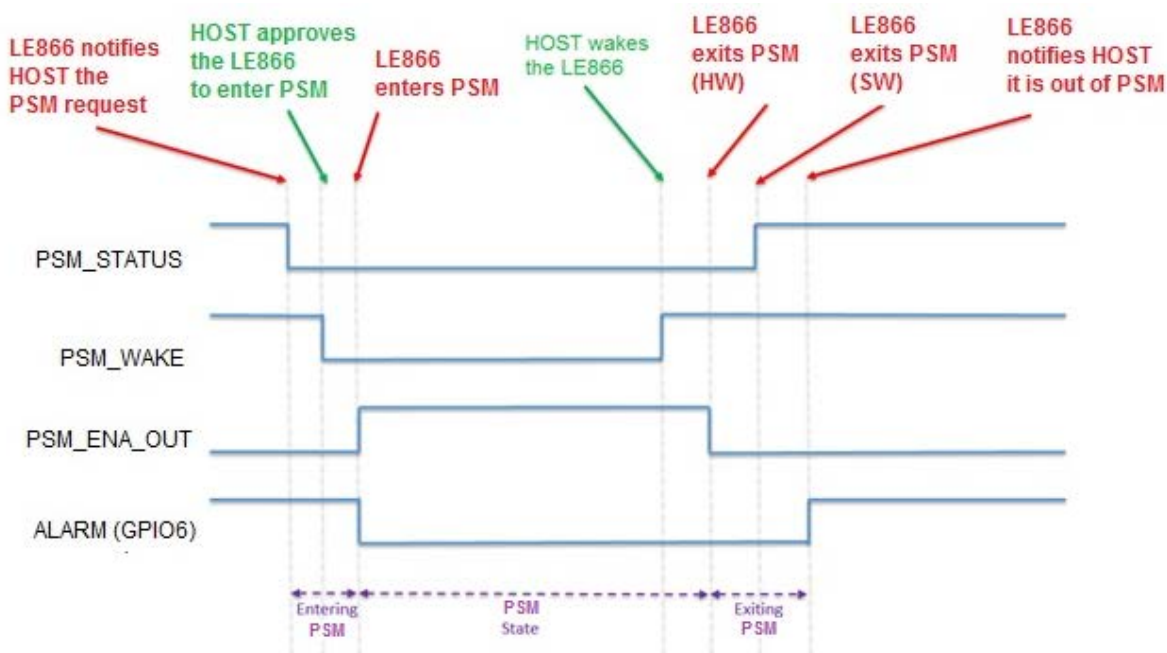 LE866 notifies
HOST the
PSM request
HOST approves
the LE866
to enter PSM
LE866
enters PSM
HOST wakes
the LE866
LE866
exits PSM
(HW)
LE866
exits PSM
(SW)
LE866
notifies HOST
it is out of PSM
PSM_STATUS
PSM_WAKE
PSM_ENA_OUT
ALARM (GPIO6)
Entering
PSM
PSM
State
Exiting
PSM